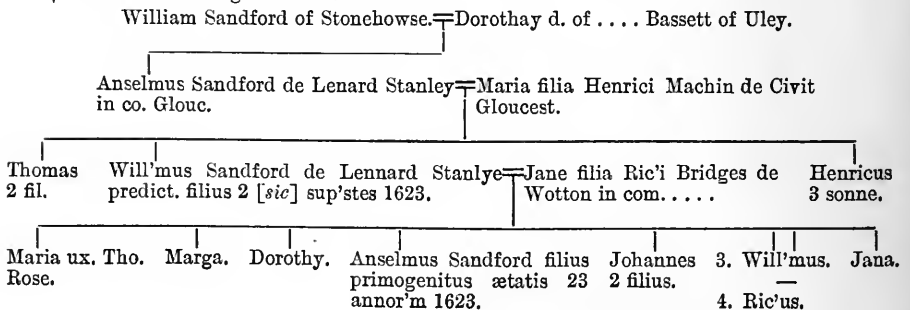 William Sandford of Stonehowse.=Dorothay d. of .... Bassett of Uley.
Anselmus Sandford de Lenard Stanley=Maria filia Henrici Machin de Civit
in co. Glouc. Gloucest.
Thomas Will'mus Sandford de Lennard Stanlye=Jane filia Ric'i Bridges de Henricus
2 fil. predict. filius 2 [sic] sup'stes 1623. Wotton in com..... 3 sonne.
Maria ux. Tho. Marga. Dorothy. Anselmus Sandford filius Johannes 3. Will'mus. Jana.
Rose. primogenitus ætatis 23 2 filius. —
annor'm 1623. 4. Ric'us.